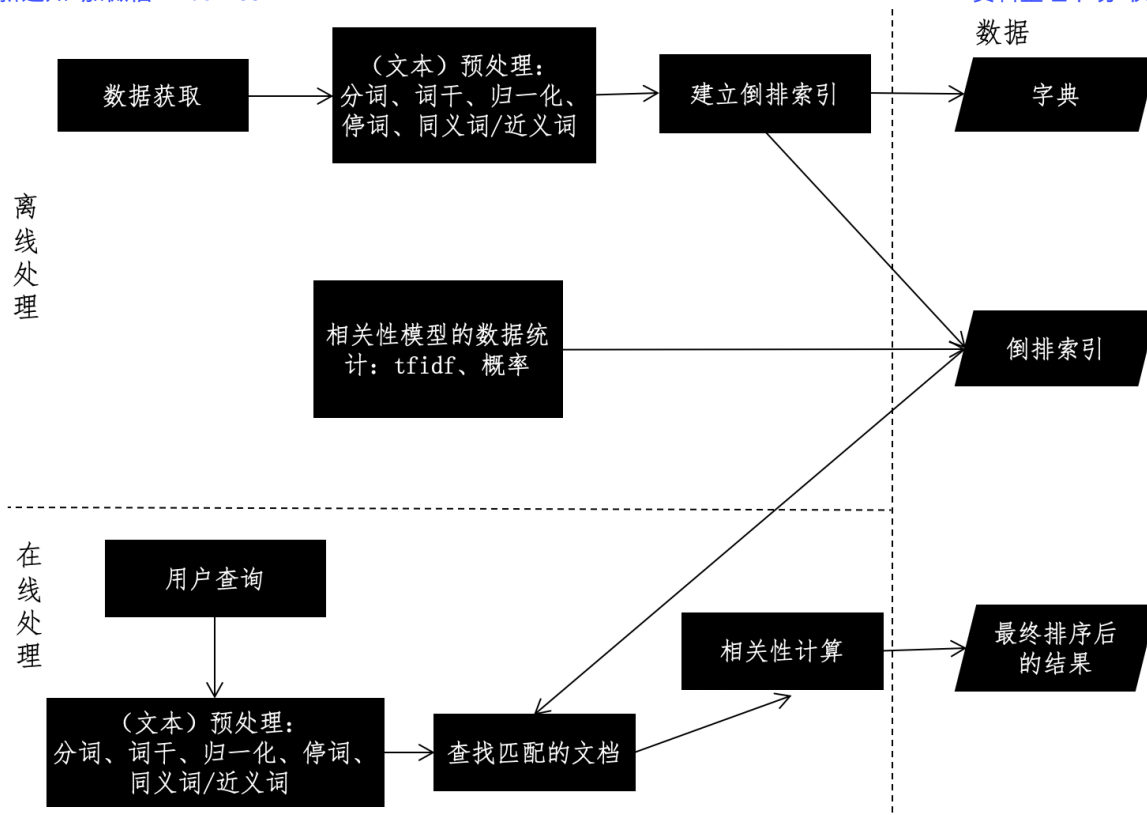 数据
数据获取
（文本）预处理：
分词、词干、归一化、
停词、同义词/近义词
建立倒排索引
字典
离
线
处
理
相关性模型的数据统
计：tfidf、概率
倒排索引
在
线
处
理
用户查询
相关性计算
最终排序后
的结果
（文本）预处理：
分词、词干、归一化、停词、
同义词/近义词
查找匹配的文档